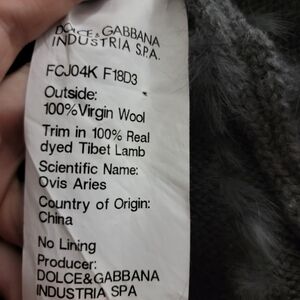 DOLCE & GABBANA
INDUSTRIA S.P.A.
FCJ04K F18D3
Outside:
100%Virgin Wool
Trim in 100% Real
dyed Tibet Lamb
Scientific Name:
Ovis Aries
Country of Origin:
China
No Lining
Producer:
DOLCE&GABBANA
INDUSTRIA SPA